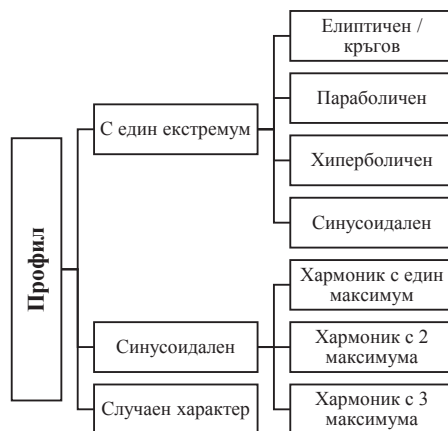 Профил
С един екстремум
Елиптичен /
кръгов
Параболичен
Хиперболичен
Синусоидален
Синусоидален
Хармоник с един
максимум
Хармоник с 2
максимума
Хармоник с 3
максимума
Случаен характер